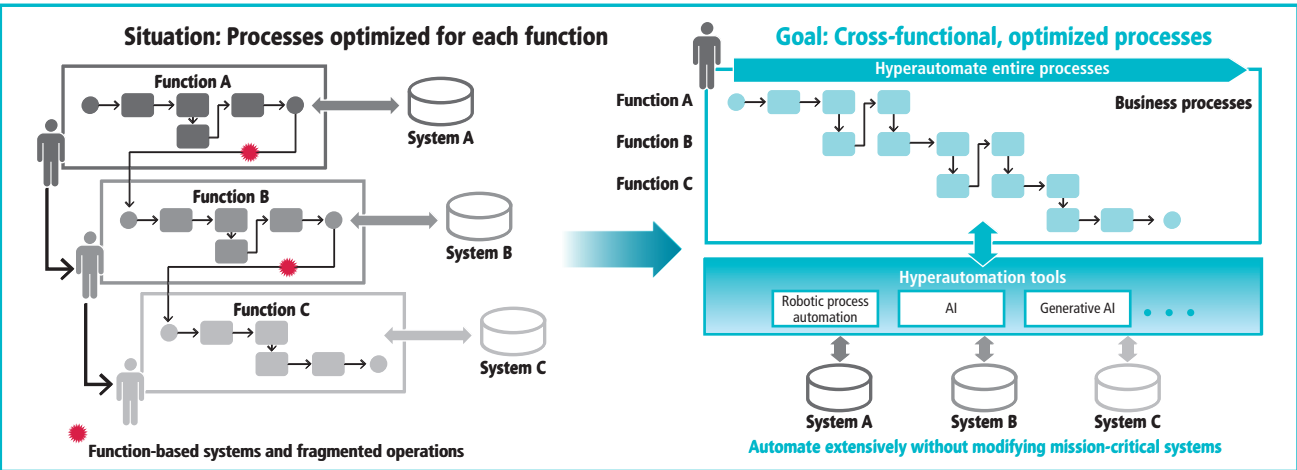 Situation: Processes optimized for each function
Function A
System A
Function B
System B
Function C
System C
Function-based systems and fragmented operations
Goal: Cross-functional, optimized processes
Hyperautomate entire processes
Function A
Business processes
Function B
Function C
Hyperautomation tools
Robotic process
automation
AI
Generative AI
• • •
System A
System B
System C
Automate extensively without modifying mission-critical systems